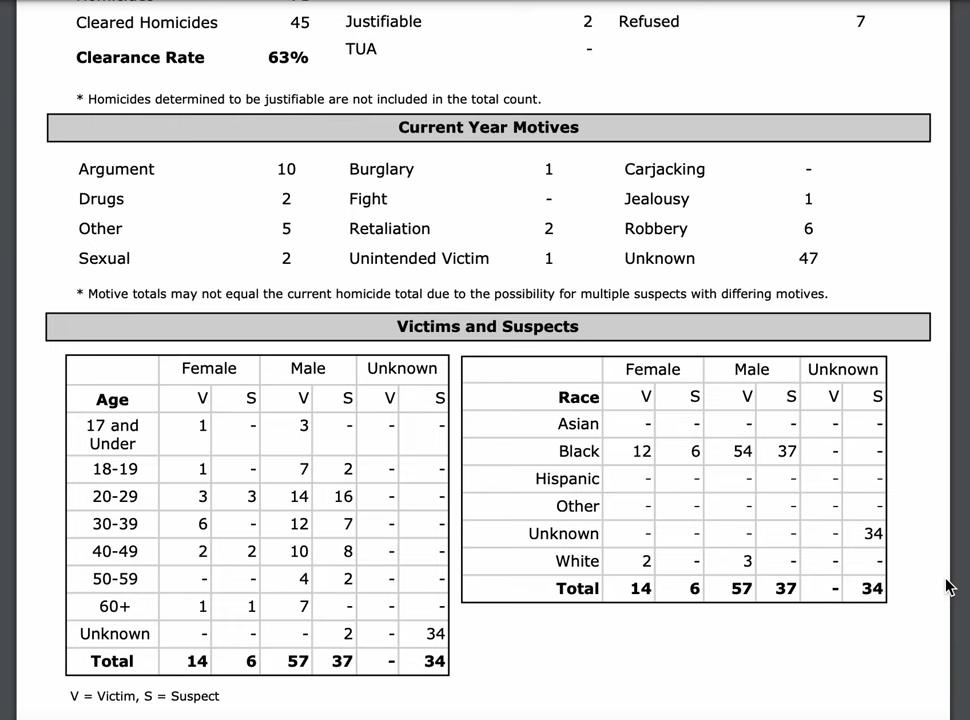 Cleared Homicides 45 Justifiable 2 Refused 7
Clearance Rate 63% TUA -
* Homicides determined to be justifiable are not included in the total count.
Current Year Motives
Argument 10 Burglary 1 Carjacking -
Drugs 2 Fight - Jealousy 1
Other 5 Retaliation 2 Robbery 6
Sexual 2 Unintended Victim 1 Unknown 47
* Motive totals may not equal the current homicide total due to the possibility for multiple suspects with differing motives.
Victims and Suspects
Female Male Unknown
Age V S V S V S
17 and Under 1 - 3 - - -
18-19 1 - 7 2 - -
20-29 3 3 14 16 - -
30-39 6 - 12 7 - -
40-49 2 2 10 8 - -
50-59 - - 4 2 - -
60+ 1 1 7 - - -
Unknown - - - 2 - 34
Total 14 6 57 37 - 34
Female Male Unknown
Race V S V S V S
Asian - - - - - -
Black 12 6 54 37 - -
Hispanic - - - - - -
Other - - - - - -
Unknown - - - - - 34
White 2 - 3 - - -
Total 14 6 57 37 - 34
V = Victim, S = Suspect